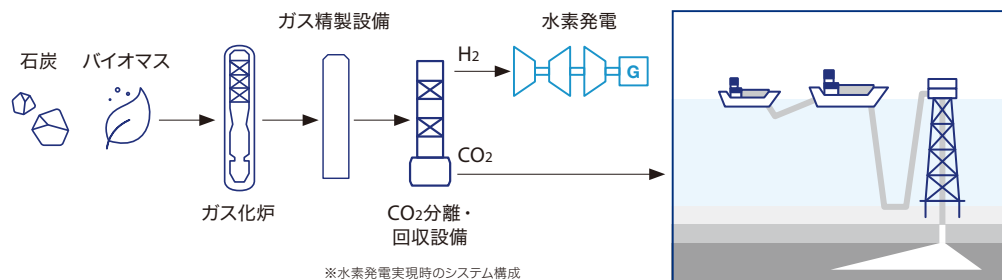 石炭
バイオマス
ガス化炉
ガス精製設備
CO2分離・
回収設備
H2
CO2
水素発電
G
※水素発電実現時のシステム構成